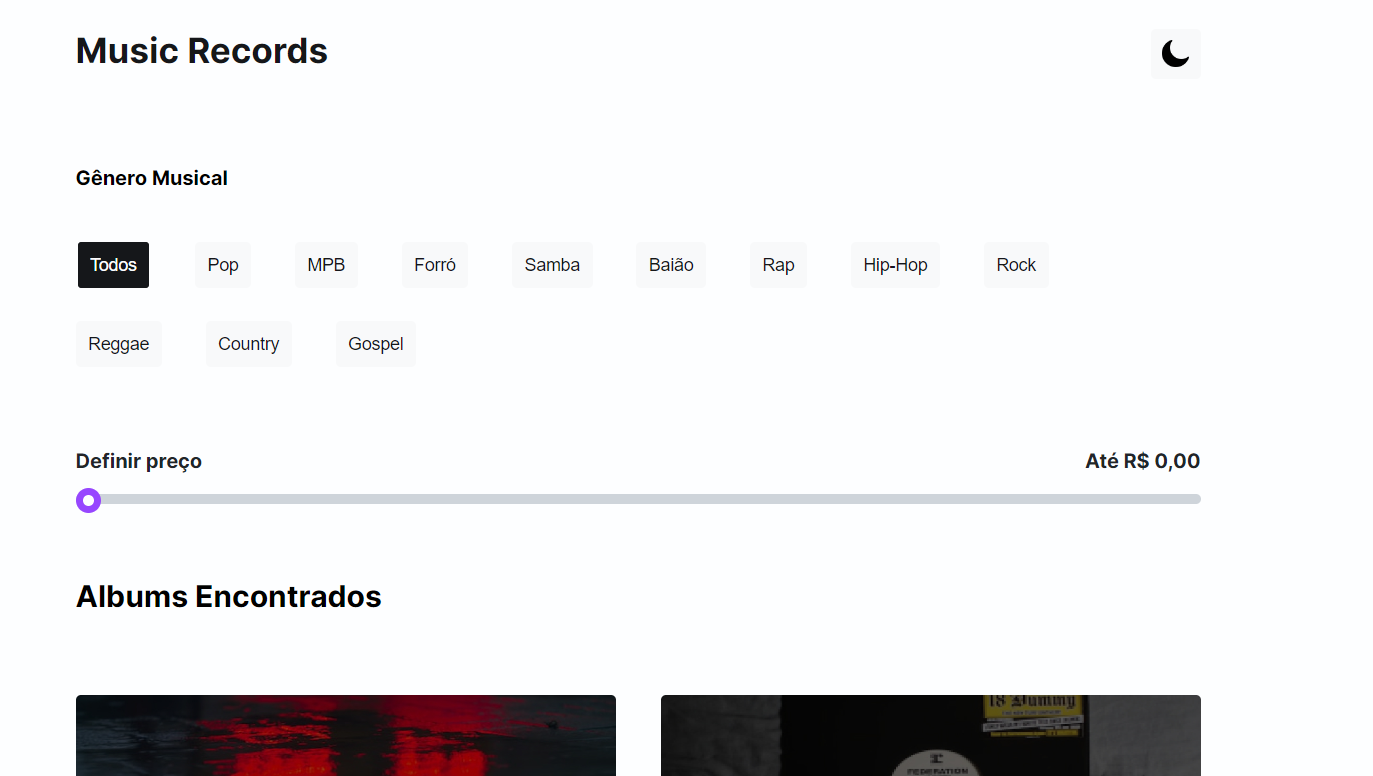 Music Records
Gênero Musical
Todos Pop MPB Forró Samba Baião Rap Hip-Hop Rock
Reggae Country Gospel
Definir preço Até R$ 0,00
Albums Encontrados
18 Dummy
FEDERATION